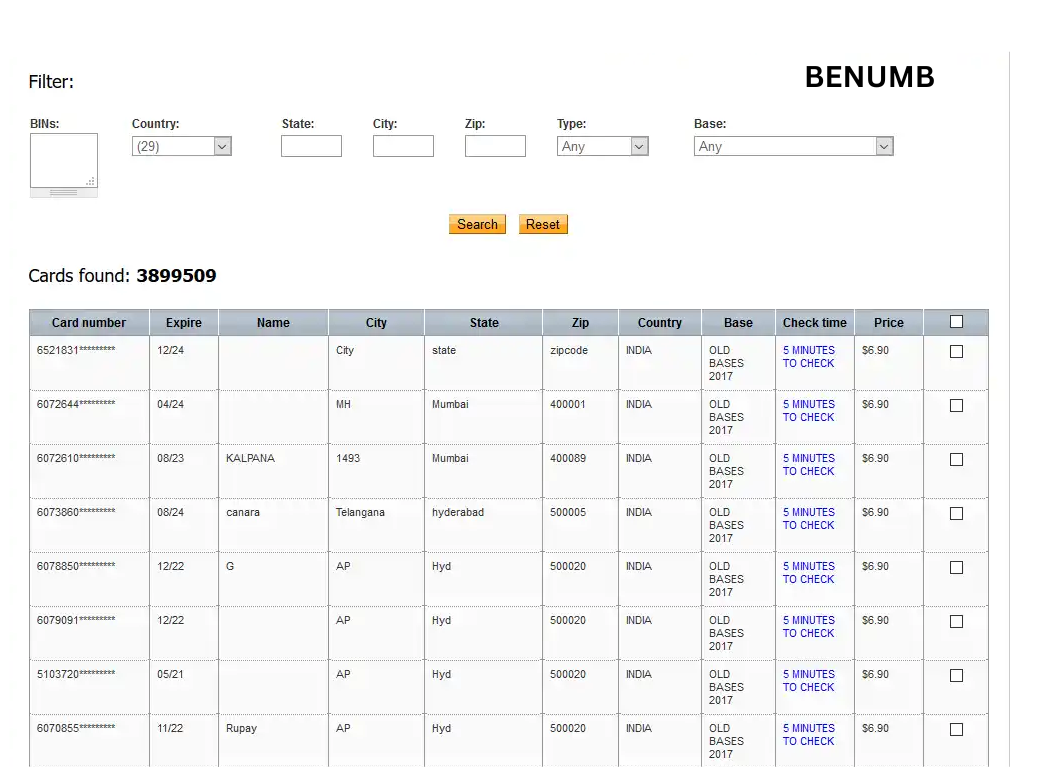 BENUMB
Filter:
BINs: Country: State: City: Zip: Type: Base:
(29) Any Any
Search Reset
Cards found: 3899509
Card number Expire Name City State Zip Country Base Check time Price
6521831********* 12/24 City state zipcode INDIA OLD 5 MINUTES $6.90
BASES TO CHECK
2017
6072644********* 04/24 MH Mumbai 400001 INDIA OLD 5 MINUTES $6.90
BASES TO CHECK
2017
6072610********* 08/23 KALPANA 1493 Mumbai 400089 INDIA OLD 5 MINUTES $6.90
BASES TO CHECK
2017
6073860********* 08/24 canara Telangana hyderabad 500005 INDIA OLD 5 MINUTES $6.90
BASES TO CHECK
2017
6078850********* 12/22 G AP Hyd 500020 INDIA OLD 5 MINUTES $6.90
BASES TO CHECK
2017
6079091********* 12/22 AP Hyd 500020 INDIA OLD 5 MINUTES $6.90
BASES TO CHECK
2017
5103720********* 05/21 AP Hyd 500020 INDIA OLD 5 MINUTES $6.90
BASES TO CHECK
2017
6070855********* 11/22 Rupay AP Hyd 500020 INDIA OLD 5 MINUTES $6.90
BASES TO CHECK
2017